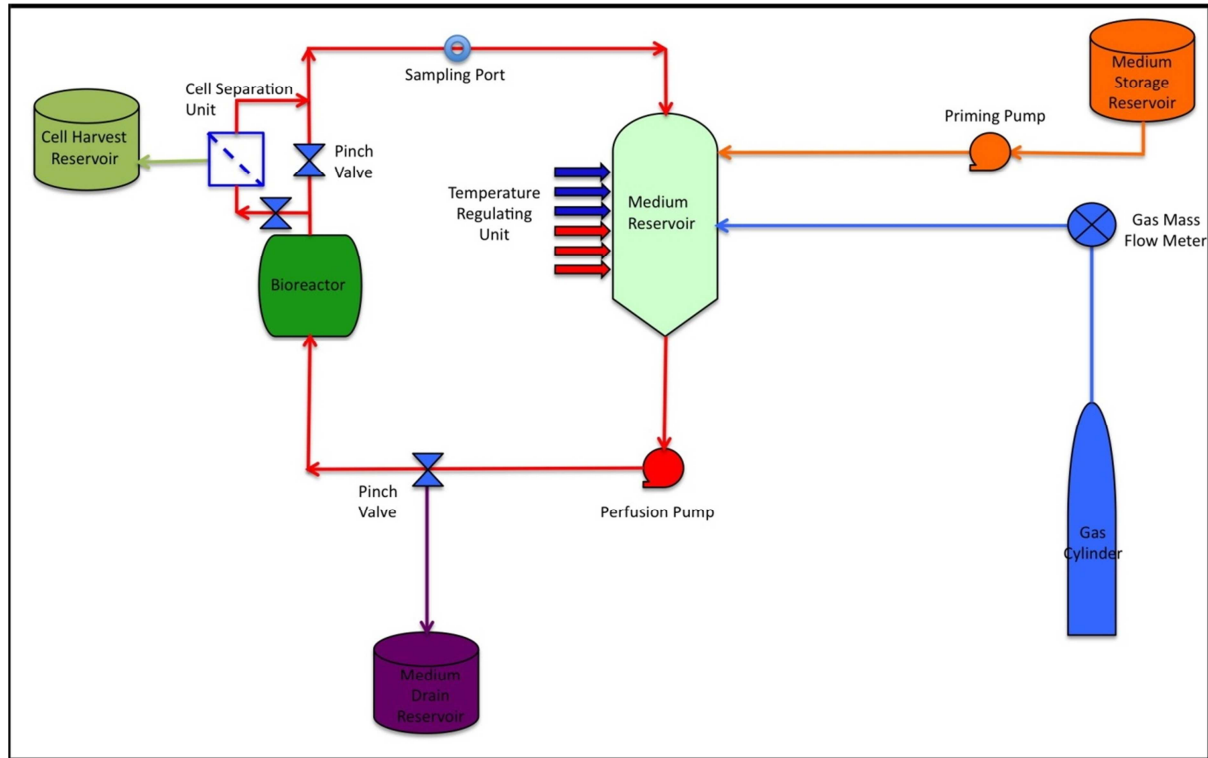 Sampling Port
Medium
Storage
Reservoir
Cell Separation
Unit
Cell Harvest
Reservoir
Priming Pump
Pinch
Valve
Temperature
Regulating
Unit
Medium
Reservoir
Gas Mass
Flow Meter
Bioreactor
Pinch
Valve
Perfusion Pump
Gas
Cylinder
Medium
Drain
Reservoir